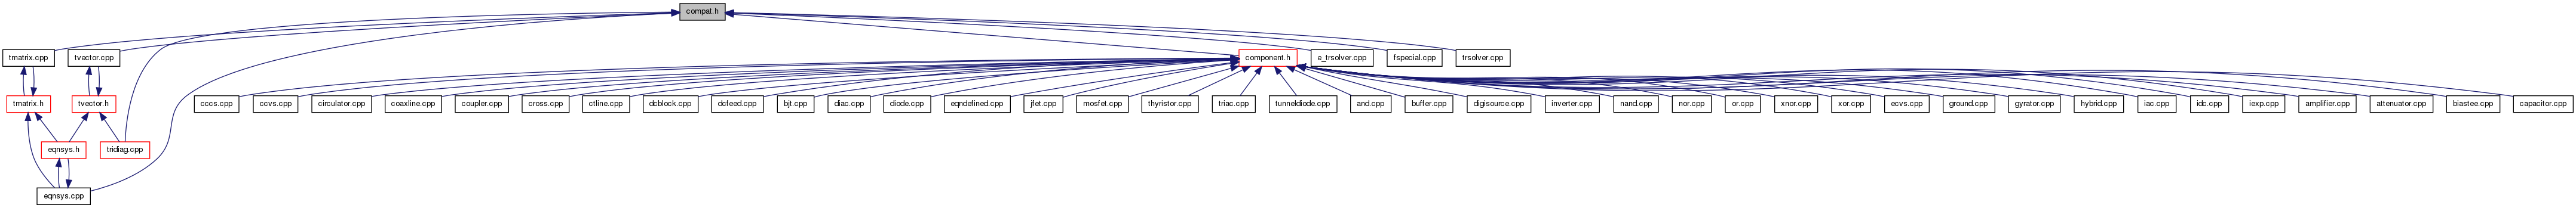 compat.h
tmatrix.cpp
tvector.cpp
component.h
e_trsolver.cpp
fspecial.cpp
trsolver.cpp
tmatrix.h
tvector.h
cccs.cpp
ccvs.cpp
circulator.cpp
coaxline.cpp
coupler.cpp
cross.cpp
ctline.cpp
dcblock.cpp
dcfeed.cpp
bjt.cpp
diac.cpp
diode.cpp
eqndefined.cpp
jfet.cpp
mosfet.cpp
thyristor.cpp
triac.cpp
tunneldiode.cpp
and.cpp
buffer.cpp
digisource.cpp
inverter.cpp
nand.cpp
nor.cpp
or.cpp
xnor.cpp
xor.cpp
ecvs.cpp
ground.cpp
gyrator.cpp
hybrid.cpp
iac.cpp
idc.cpp
iexp.cpp
amplifier.cpp
attenuator.cpp
biastee.cpp
capacitor.cpp
eqnsys.h
tridiag.cpp
eqnsys.cpp